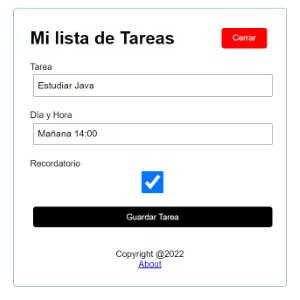 Mi lista de Tareas
Cerrar
Tarea
Estudiar Java
Día y Hora
Mañana 14:00
Recordatorio
Guardar Tarea
Copyright @2022
About